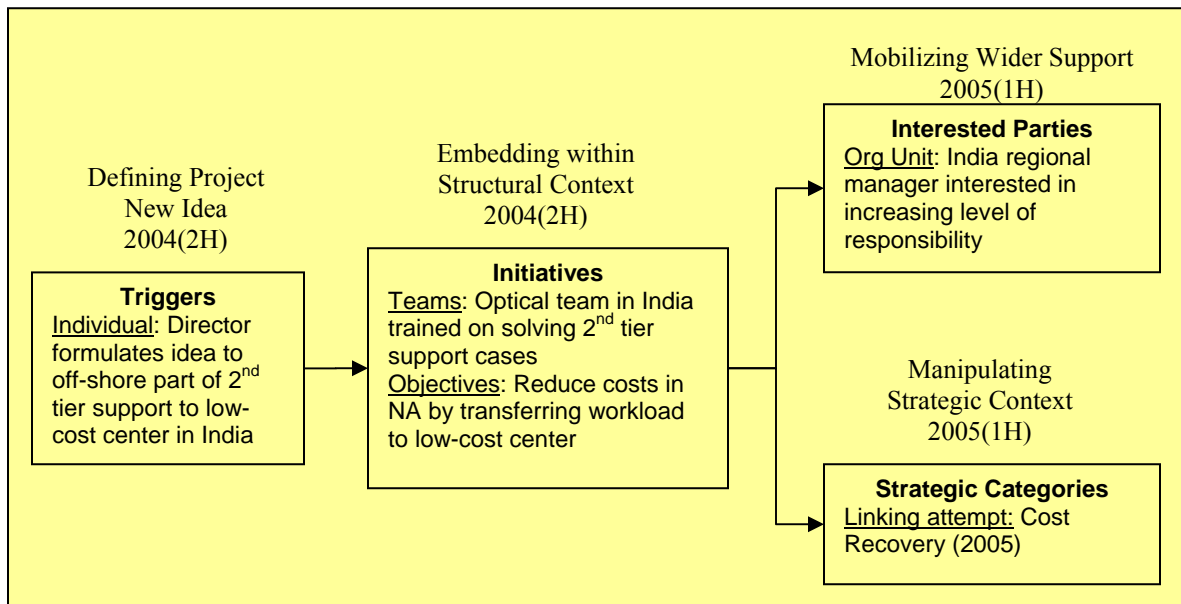 Defining Project
New Idea
2004(2H)
Triggers
Individual: Director
formulates idea to
off-shore part of 2nd
tier support to low-
cost center in India
Embedding within
Structural Context
2004(2H)
Initiatives
Teams: Optical team in India
trained on solving 2nd tier
support cases
Objectives: Reduce costs in
NA by transferring workload
to low-cost center
Mobilizing Wider Support
2005(1H)
Interested Parties
Org Unit: India regional
manager interested in
increasing level of
responsibility
Manipulating
Strategic Context
2005(1H)
Strategic Categories
Linking attempt: Cost
Recovery (2005)